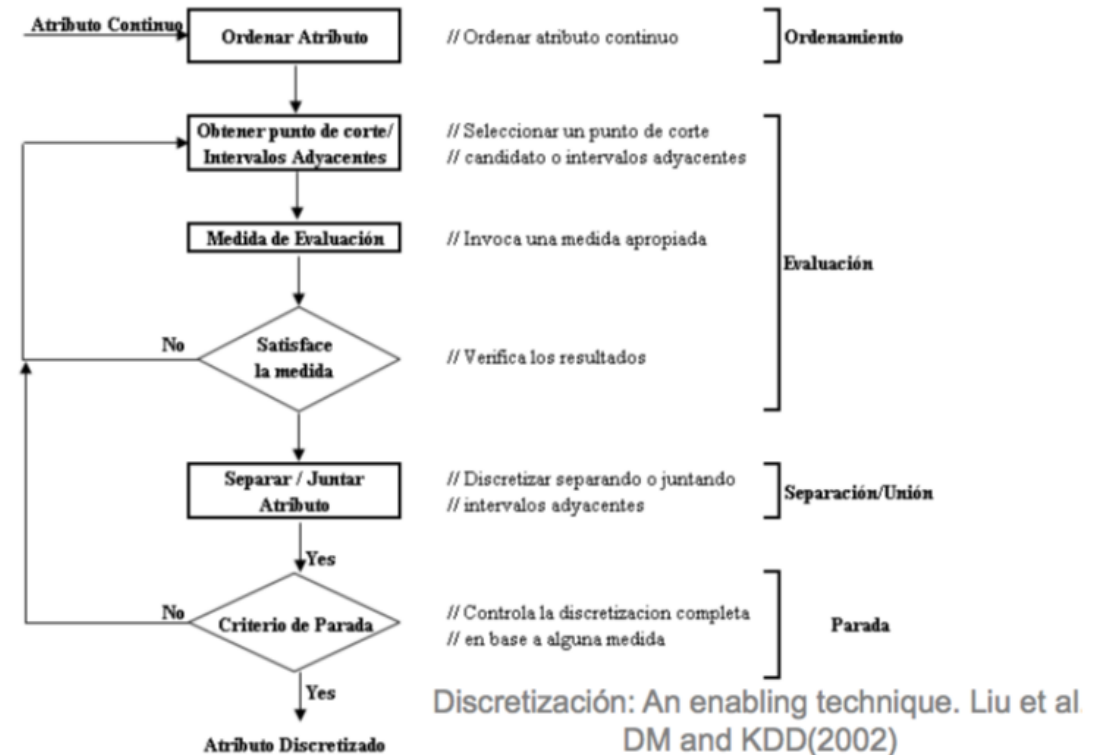 Atributo Continuo
Ordenar Atributo
// Ordenar atributo continuo
Ordenamiento
Obtener punto de corte/
Intervalos Adyacentes
// Seleccionar un punto de corte
// candidato o intervalos adyacentes
Medida de Evaluación
// Invoca una medida apropiada
Evaluación
No
Satisface
la medida
// Verifica los resultados
Separar / Juntar
Atributo
// Discretizar separando o juntando
// intervalos adyacentes
Separación/Unión
Yes
No
Criterio de Parada
// Controla la discretizacion completa
// en base a alguna medida
Parada
Yes
Atributo Discretizado
Discretización: An enabling technique. Liu et al
DM and KDD(2002)